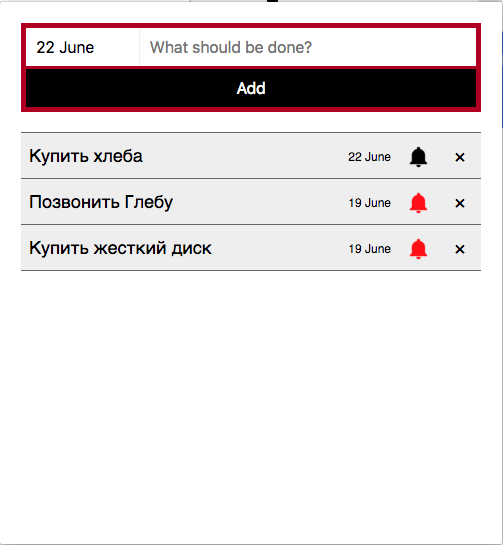 22 June What should be done?
Add
Купить хлеба 22 June ×
Позвонить Глебу 19 June ×
Купить жесткий диск 19 June ×